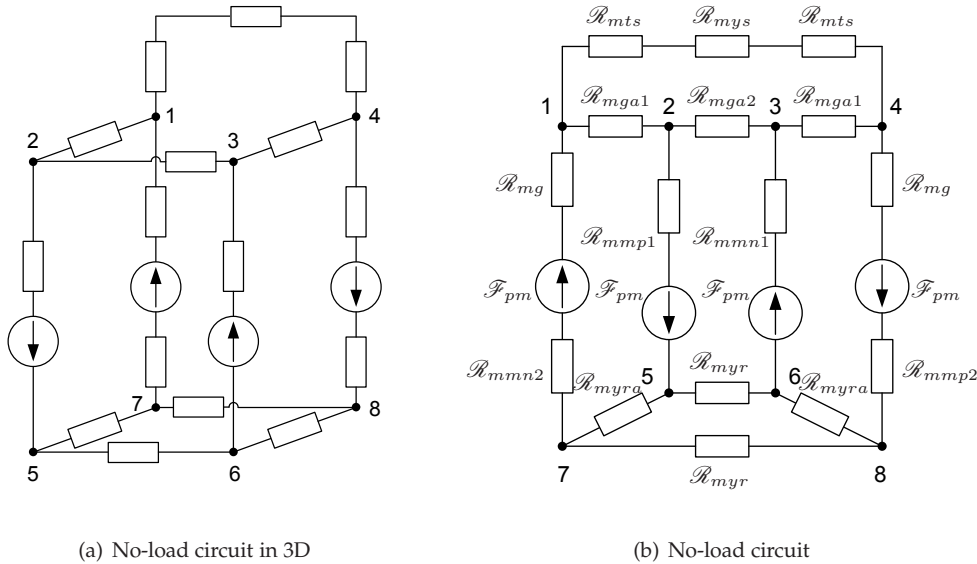 1
2
3
4
7
8
5
6
(a) No-load circuit in 3D
ℛmts ℛmys ℛmts
1 2 3 4
ℛmga1 ℛmga2 ℛmga1
ℛmg ℛmg
ℛmmp1 ℛmmn1
ℱpm ℱpm ℱpm ℱpm
ℛmmn2 ℛmyra 5 ℛmyr 6 ℛmyra ℛmmp2
7 ℛmyr 8
(b) No-load circuit